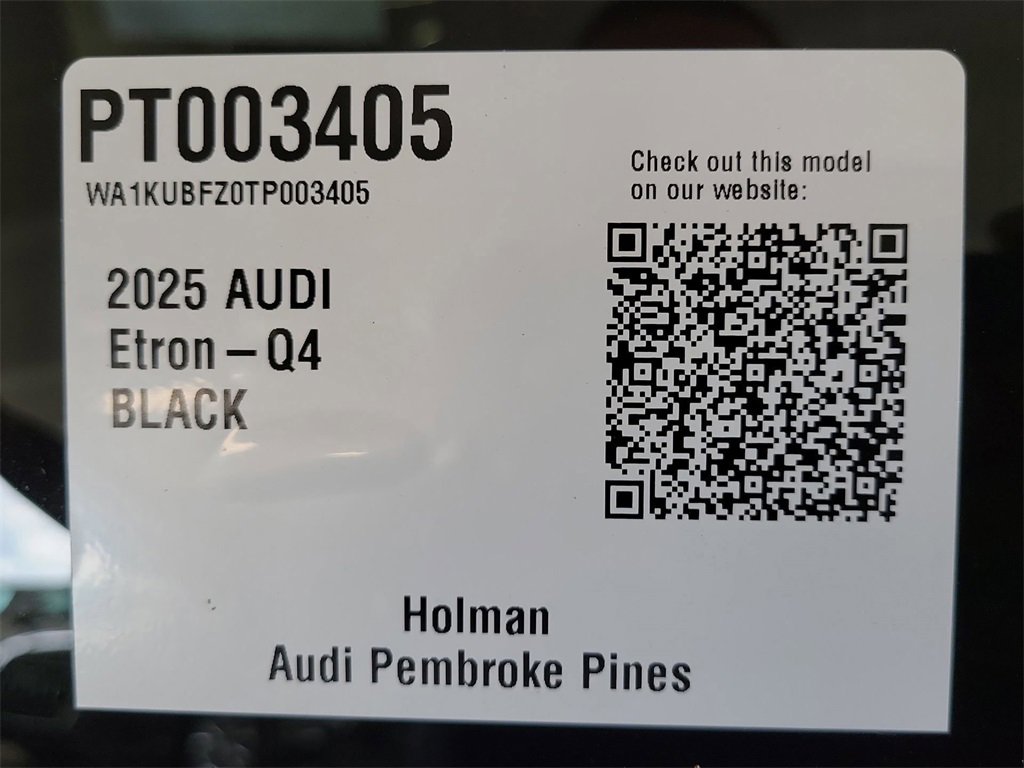 PT003405
WA1KUBFZ0TP003405
Check out this model
on our website:
2025 AUDI
Etron – Q4
BLACK
Holman
Audi Pembroke Pines